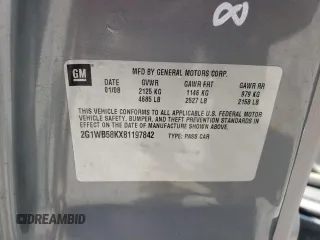 GM
MFD BY GENERAL MOTORS CORP.
DATE GVWR GAWR FRT GAWR RR
01/08 2125 KG 1146 KG 979 KG
4685 LB 2527 LB 2158 LB
THIS VEHICLE CONFORMS TO ALL APPLICABLE U.S. FEDERAL MOTOR
VEHICLE SAFETY, BUMPER, AND THEFT PREVENTION STANDARDS
IN EFFECT ON THE DATE OF MANUFACTURE SHOWN ABOVE.
2G1WB58KX81197842 TYPE: PASS CAR
DREAMBID